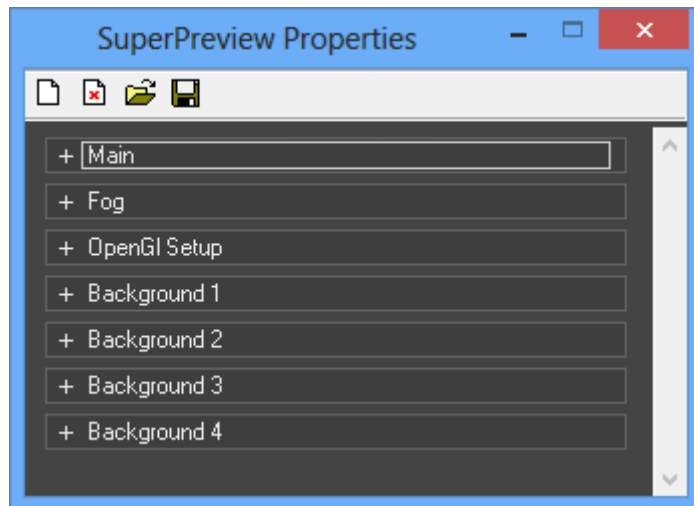 SuperPreview Properties
+ Main
+ Fog
+ OpenGl Setup
+ Background 1
+ Background 2
+ Background 3
+ Background 4